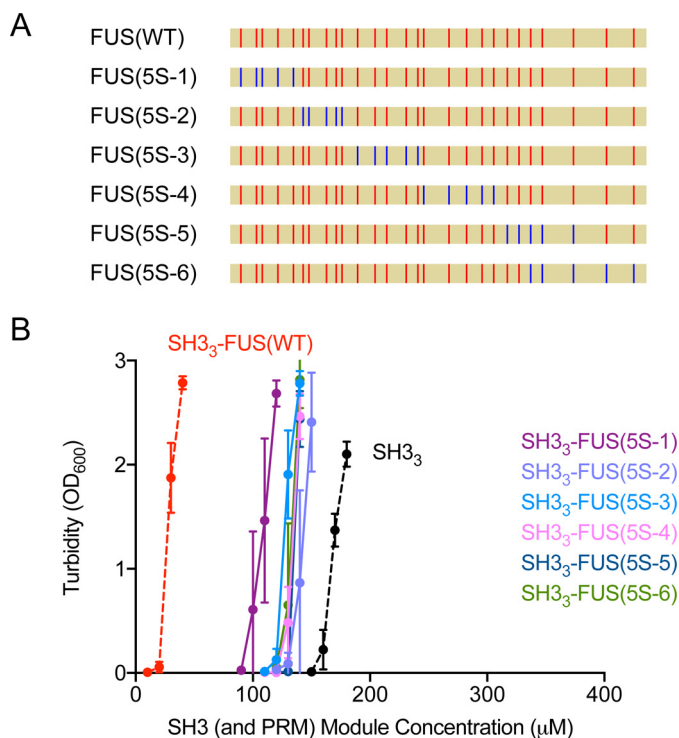 A
FUS(WT)
FUS(5S-1)
FUS(5S-2)
FUS(5S-3)
FUS(5S-4)
FUS(5S-5)
FUS(5S-6)
B
SH3₃-FUS(WT)
SH3₃
SH3₃-FUS(5S-1)
SH3₃-FUS(5S-2)
SH3₃-FUS(5S-3)
SH3₃-FUS(5S-4)
SH3₃-FUS(5S-5)
SH3₃-FUS(5S-6)
Turbidity (OD₆₀₀)
3
2
1
0
0 100 200 300 400
SH3 (and PRM) Module Concentration (μM)